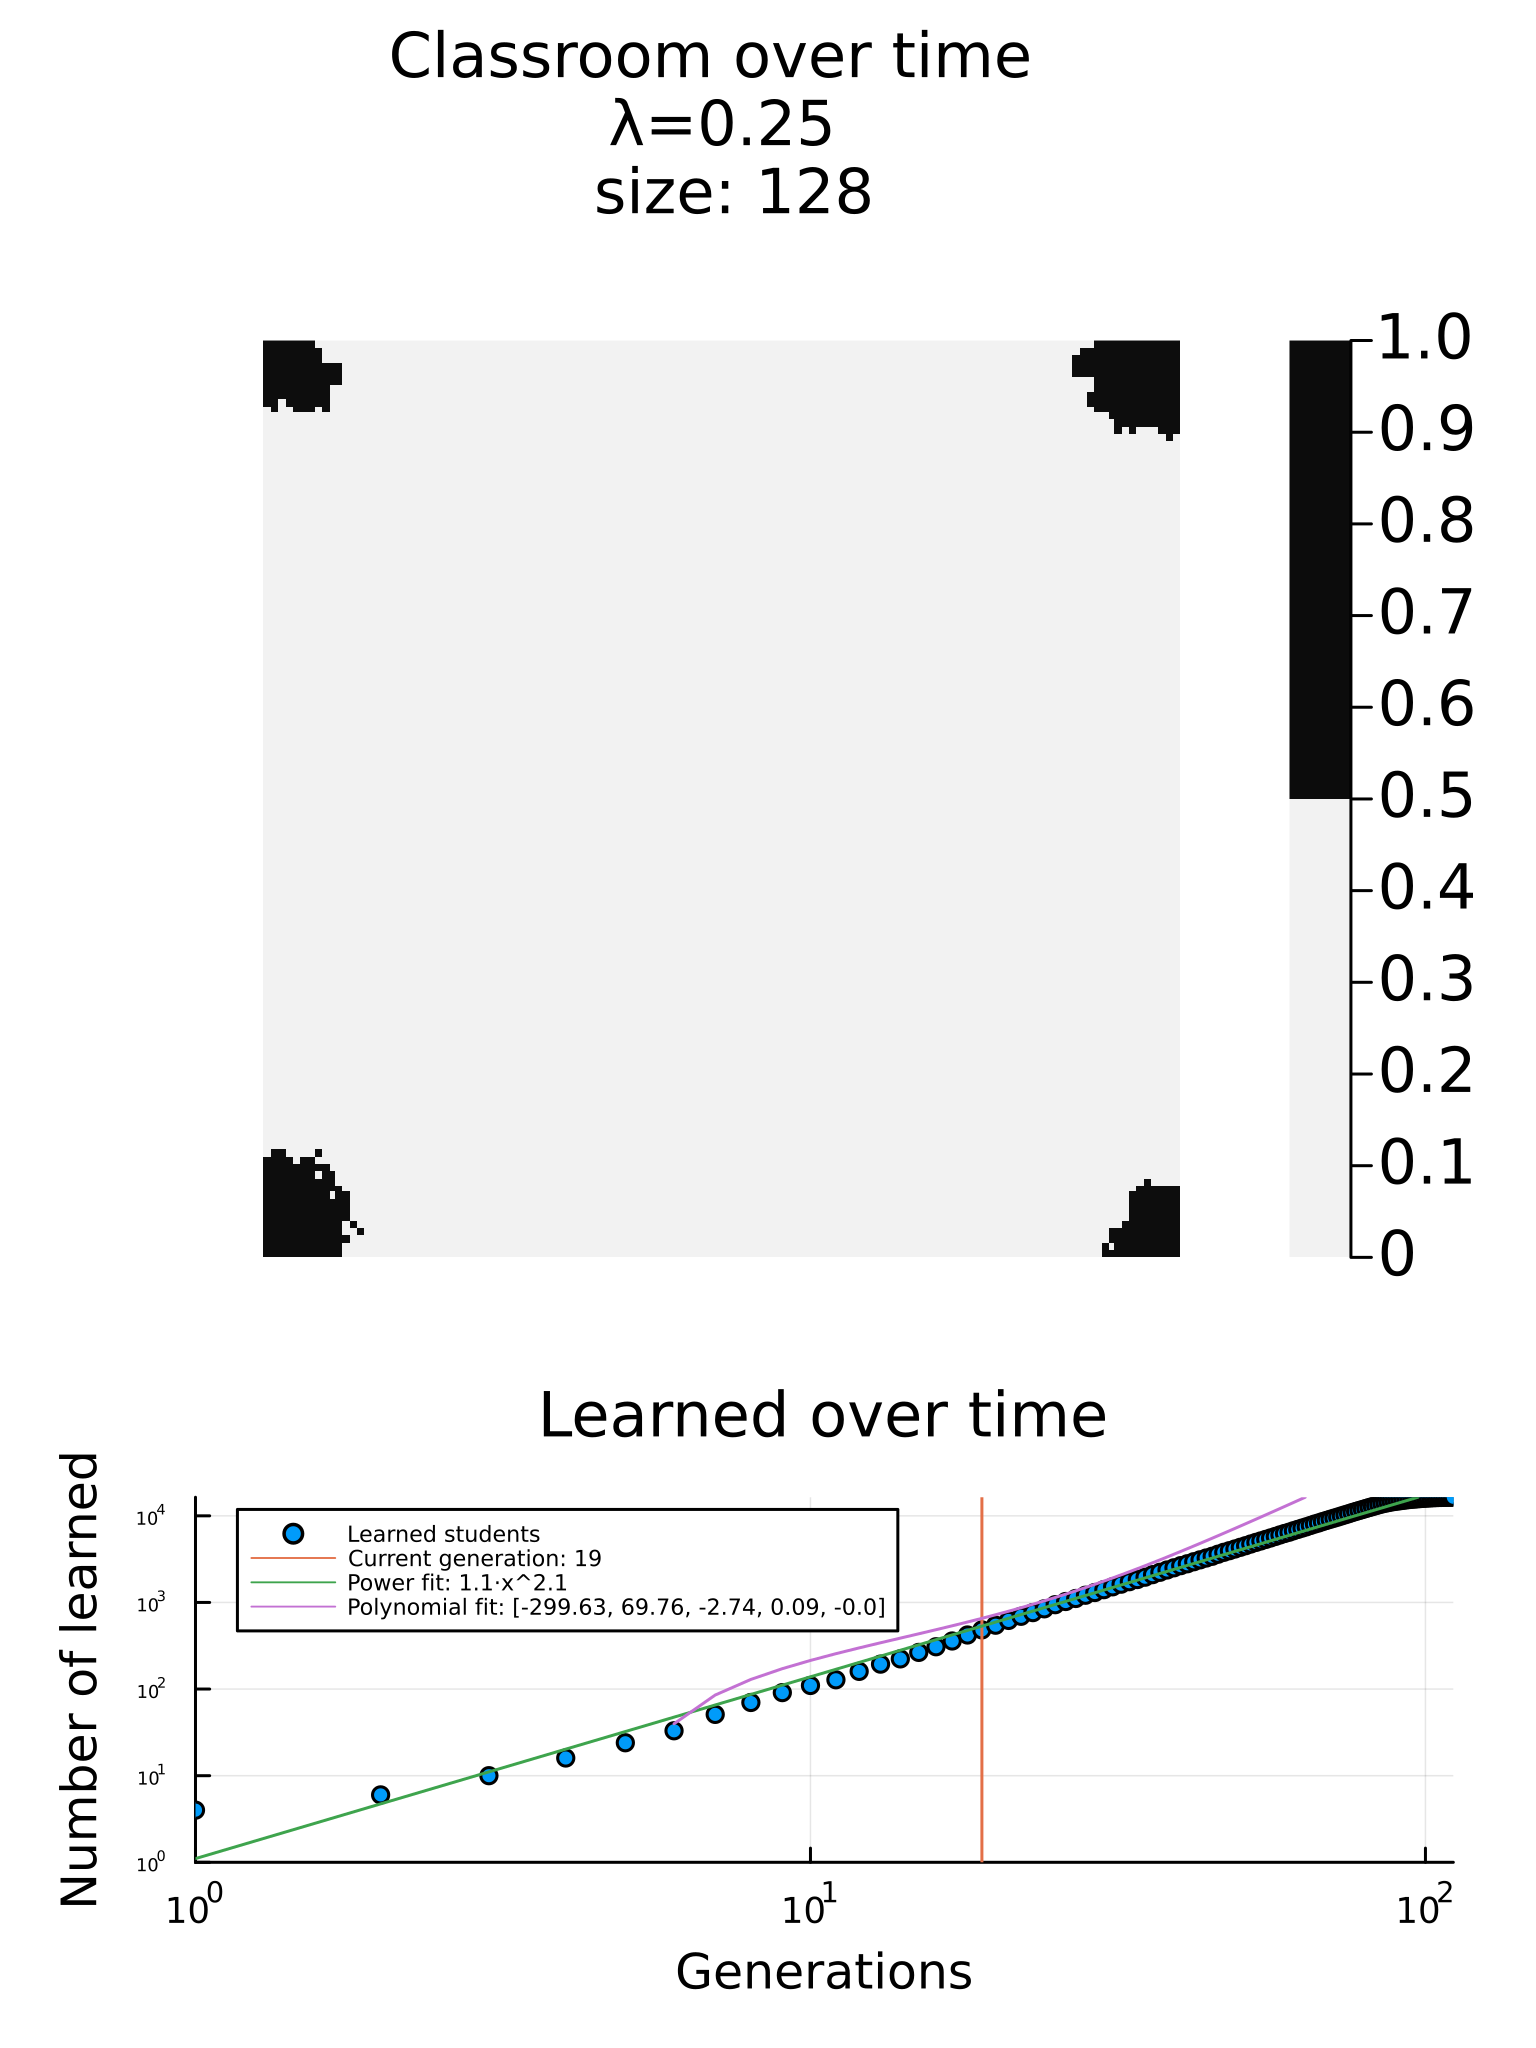 Classroom over time
λ=0.25
size: 128
1.0
0.9
0.8
0.7
0.6
0.5
0.4
0.3
0.2
0.1
0
Learned over time
Number of learned
10^4
10^3
10^2
10^1
10^0
Learned students
Current generation: 19
Power fit: 1.1·x^2.1
Polynomial fit: [-299.63, 69.76, -2.74, 0.09, -0.0]
10^0 10^1 10^2
Generations